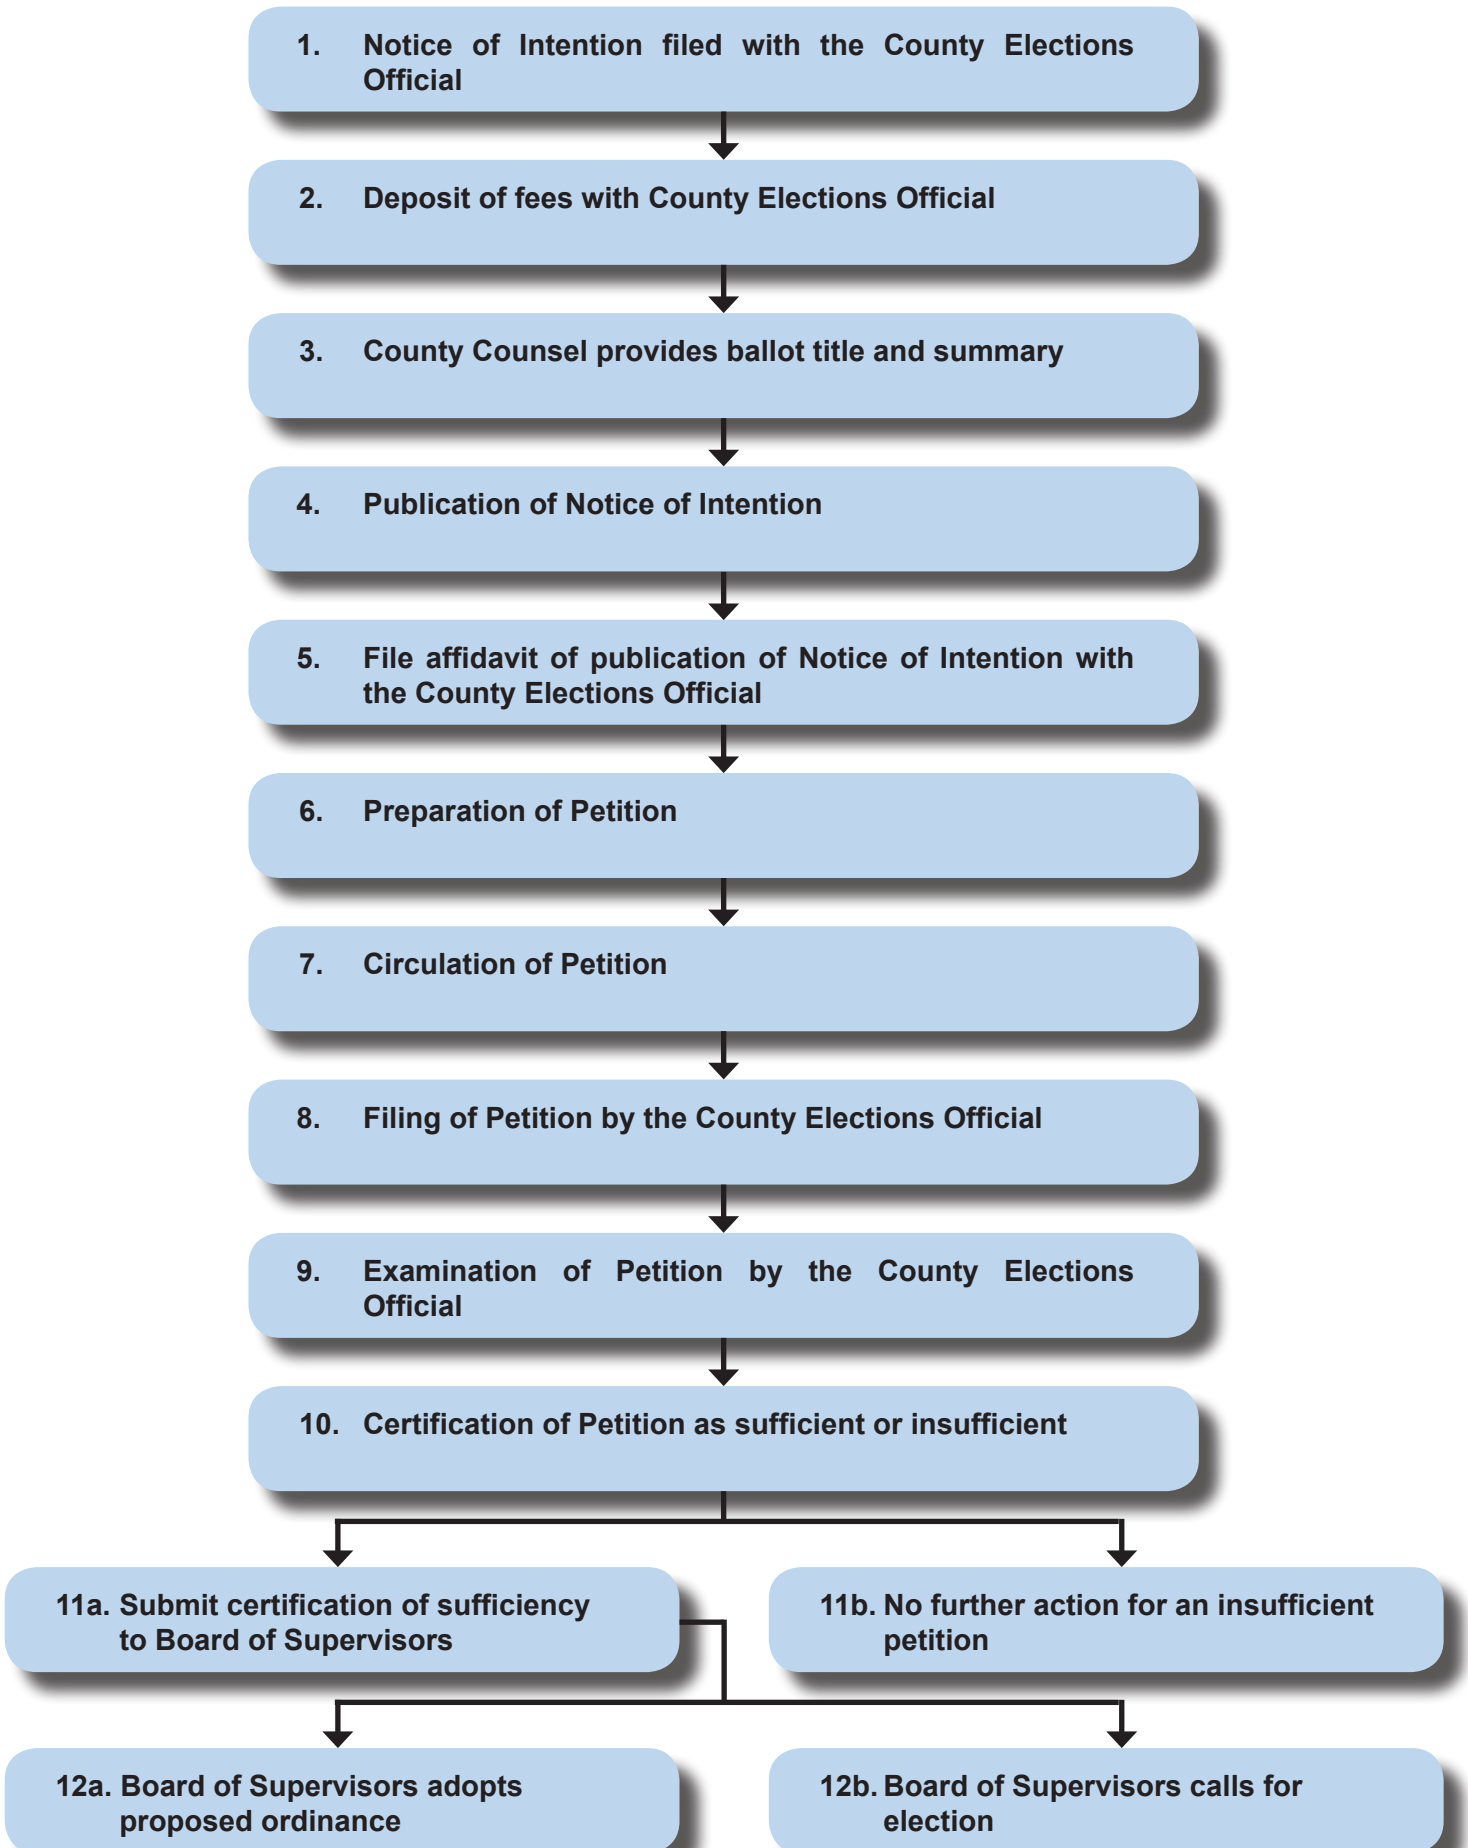 1. Notice of Intention filed with the County Elections
Official
2. Deposit of fees with County Elections Official
3. County Counsel provides ballot title and summary
4. Publication of Notice of Intention
5. File affidavit of publication of Notice of Intention with
the County Elections Official
6. Preparation of Petition
7. Circulation of Petition
8. Filing of Petition by the County Elections Official
9. Examination of Petition by the County Elections
Official
10. Certification of Petition as sufficient or insufficient
11a. Submit certification of sufficiency
to Board of Supervisors
11b. No further action for an insufficient
petition
12a. Board of Supervisors adopts
proposed ordinance
12b. Board of Supervisors calls for
election